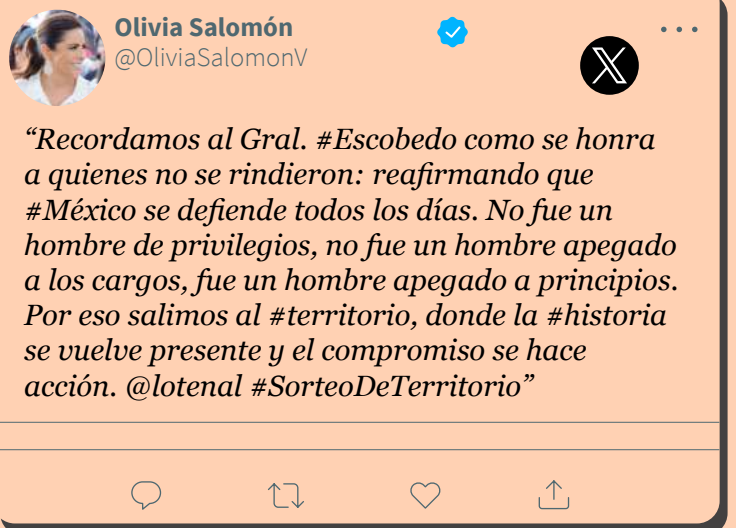 Olivia Salomón
@OliviaSalomonV
“Recordamos al Gral. #Escobedo como se honra
a quienes no se rindieron: reafirmando que
#México se defiende todos los días. No fue un
hombre de privilegios, no fue un hombre apegado
a los cargos, fue un hombre apegado a principios.
Por eso salimos al #territorio, donde la #historia
se vuelve presente y el compromiso se hace
acción. @lotenal #SorteoDeTerritorio”